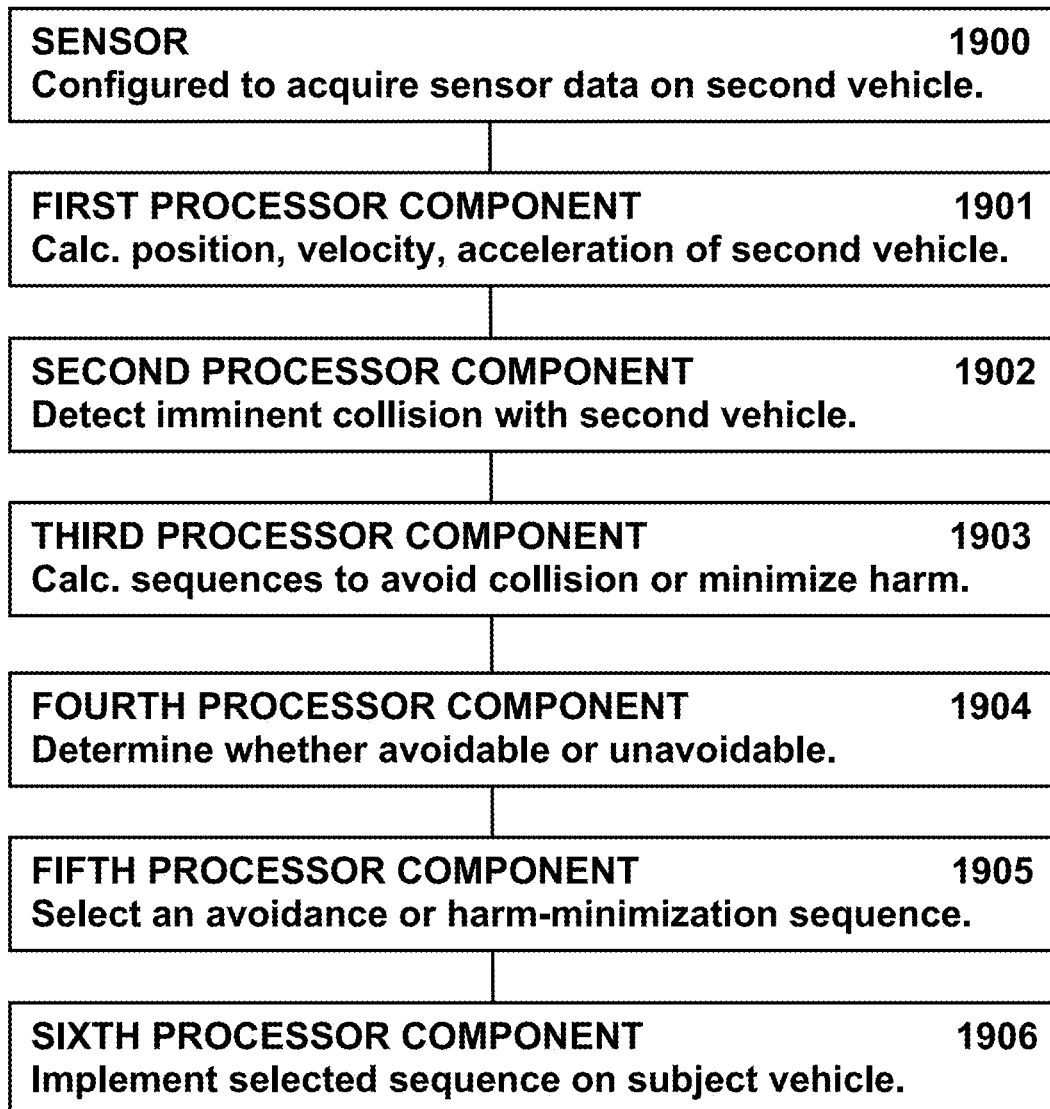 SENSOR 1900
Configured to acquire sensor data on second vehicle.
FIRST PROCESSOR COMPONENT 1901
Calc. position, velocity, acceleration of second vehicle.
SECOND PROCESSOR COMPONENT 1902
Detect imminent collision with second vehicle.
THIRD PROCESSOR COMPONENT 1903
Calc. sequences to avoid collision or minimize harm.
FOURTH PROCESSOR COMPONENT 1904
Determine whether avoidable or unavoidable.
FIFTH PROCESSOR COMPONENT 1905
Select an avoidance or harm-minimization sequence.
SIXTH PROCESSOR COMPONENT 1906
Implement selected sequence on subject vehicle.